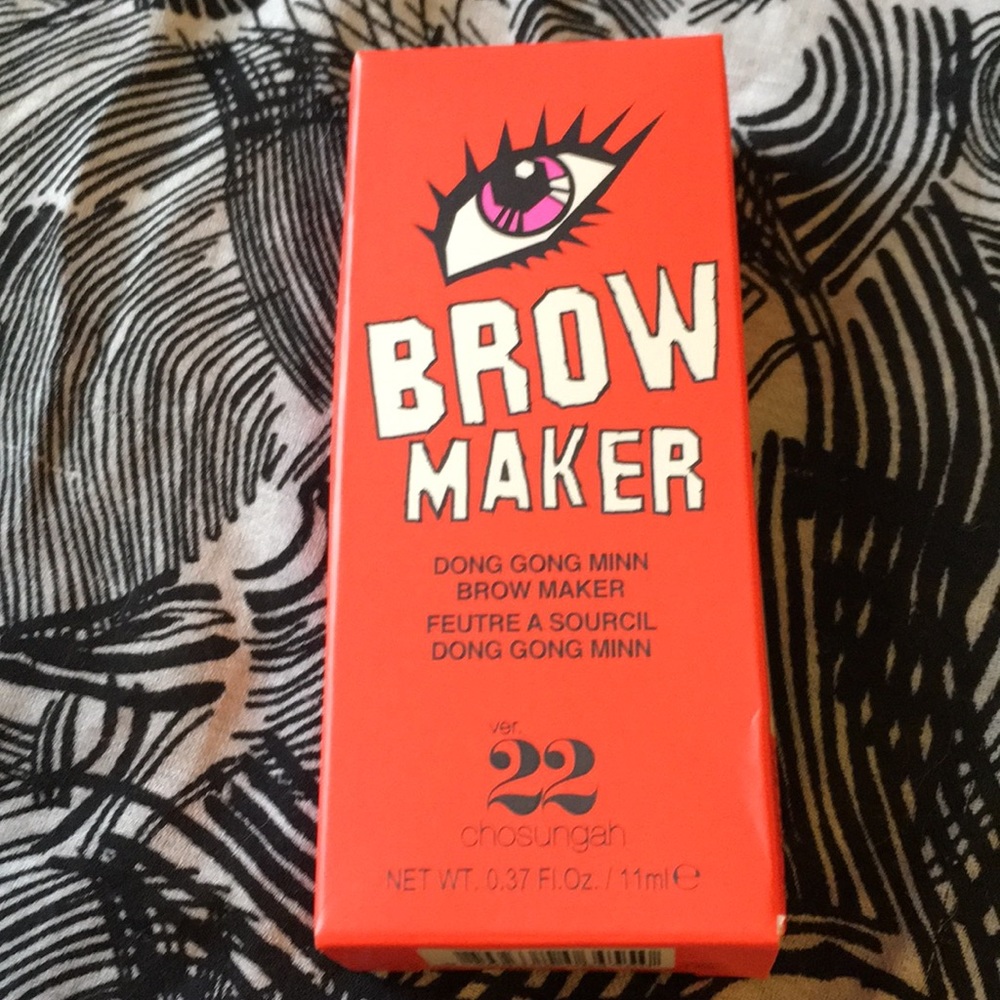 BROW
MAKER
DONG GONG MINN
BROW MAKER
FEUTRE A SOURCIL
DONG GONG MINN
ver.
22
chosungah
NET WT. 0.37 Fl.Oz. / 11ml ℮